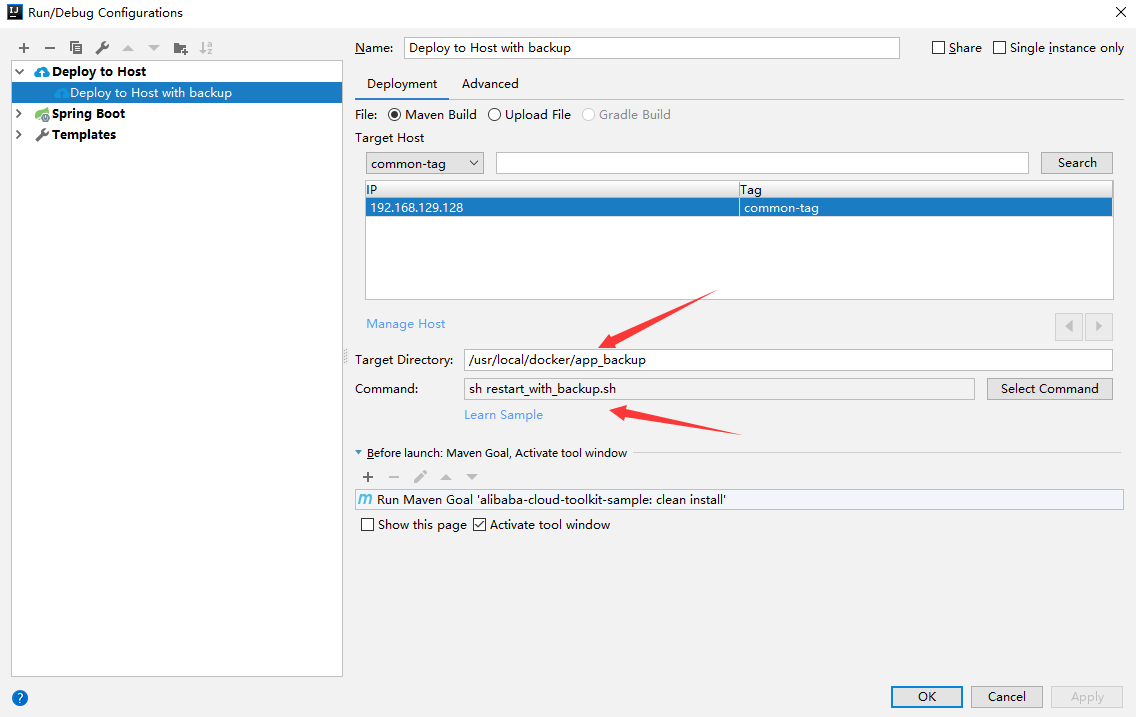 Run/Debug Configurations
Deploy to Host
Deploy to Host with backup
Spring Boot
Templates
Name: Deploy to Host with backup
Share Single instance only
Deployment Advanced
File: Maven Build Upload File Gradle Build
Target Host
common-tag Search
IP Tag
192.168.129.128 common-tag
Manage Host
Target Directory: /usr/local/docker/app_backup
Command: sh restart_with_backup.sh Select Command
Learn Sample
Before launch: Maven Goal, Activate tool window
Run Maven Goal 'alibaba-cloud-toolkit-sample: clean install'
Show this page Activate tool window
OK Cancel Apply